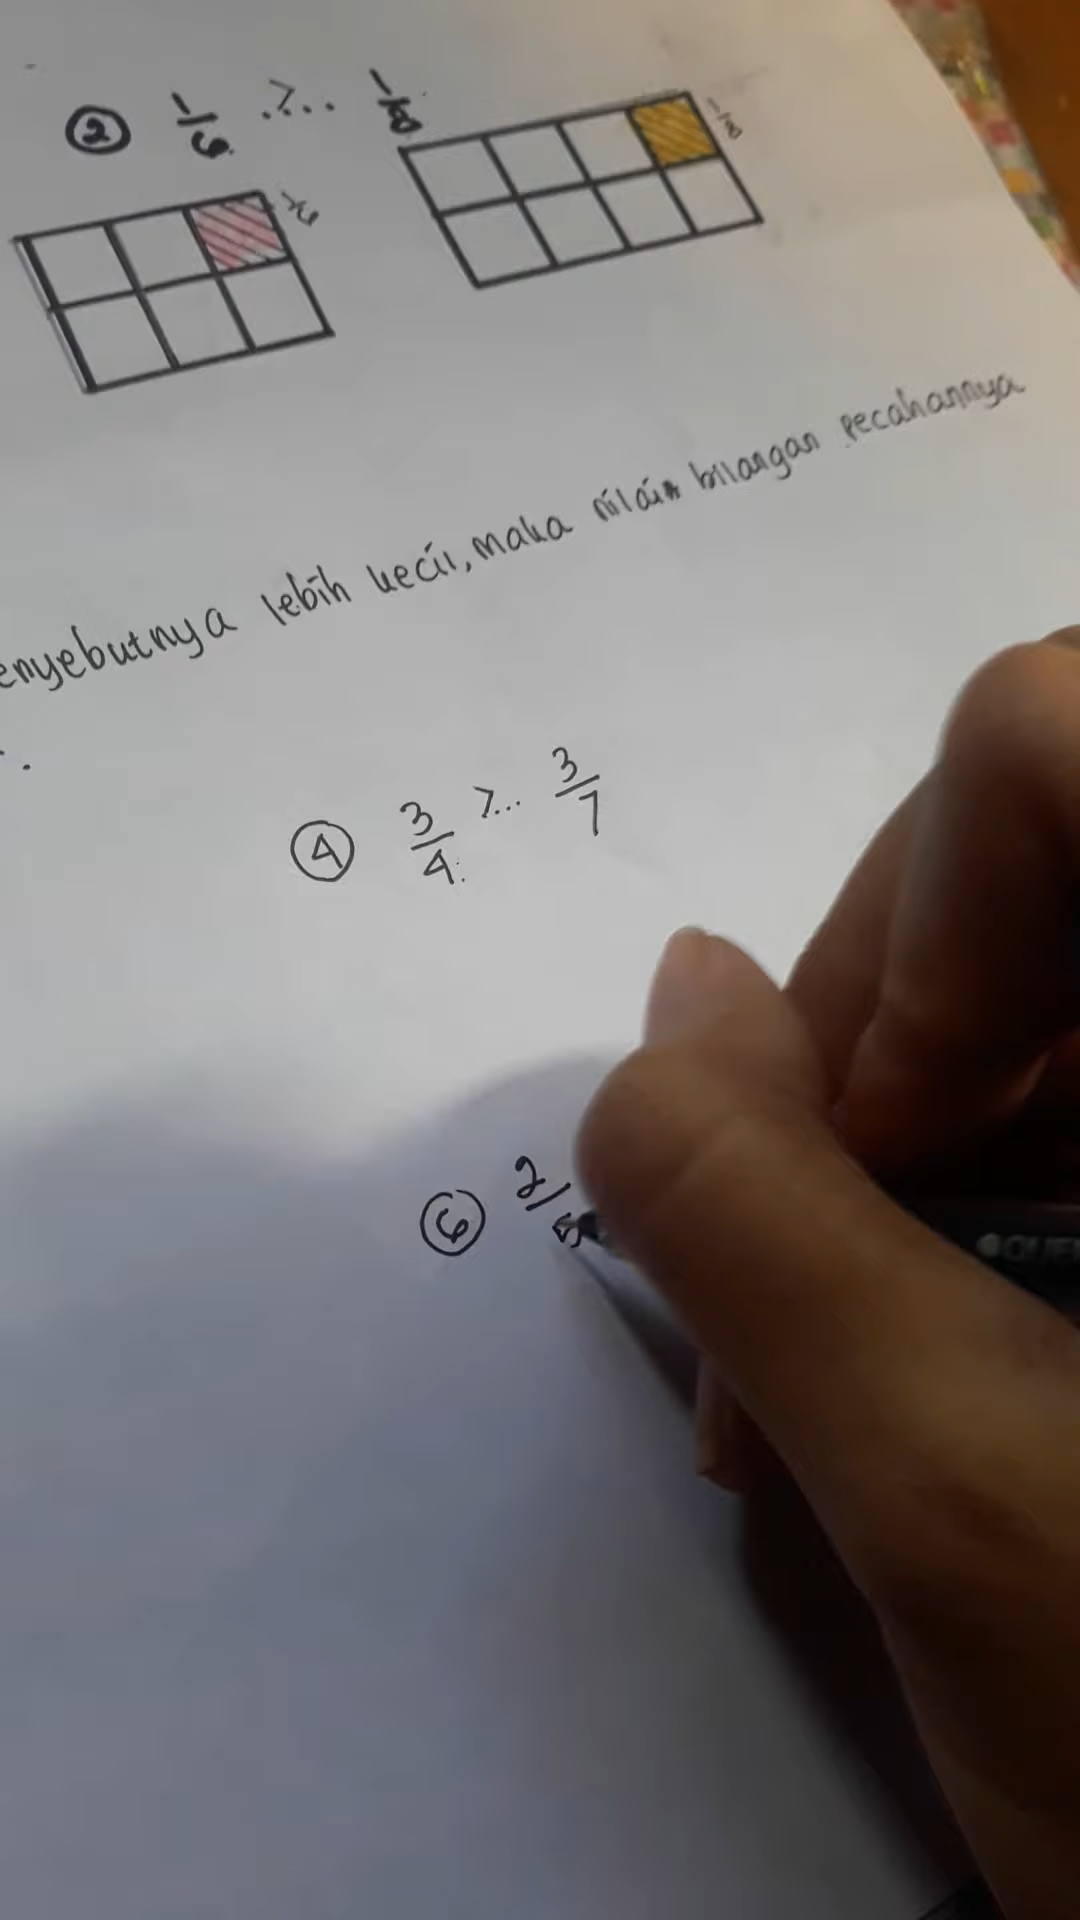 ② 1/6 .>... 1/8
1/6
1/8
enyebutnya lebih kecil, maka nilai bilangan pecahannya
④ 3/4 >... 3/7
⑥ 2/5